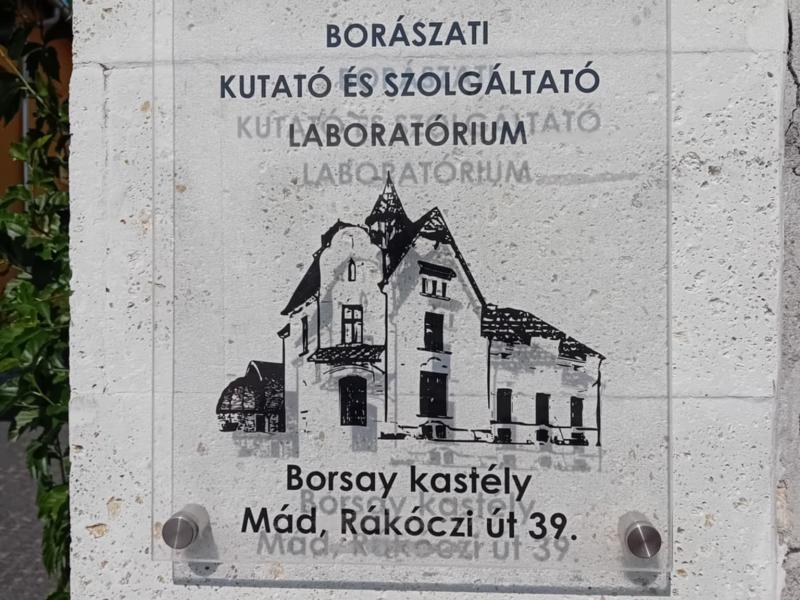 BORÁSZATI
KUTATÓ ÉS SZOLGÁLTATÓ
LABORATÓRIUM
Borsay kastély
Mád, Rákóczi út 39.